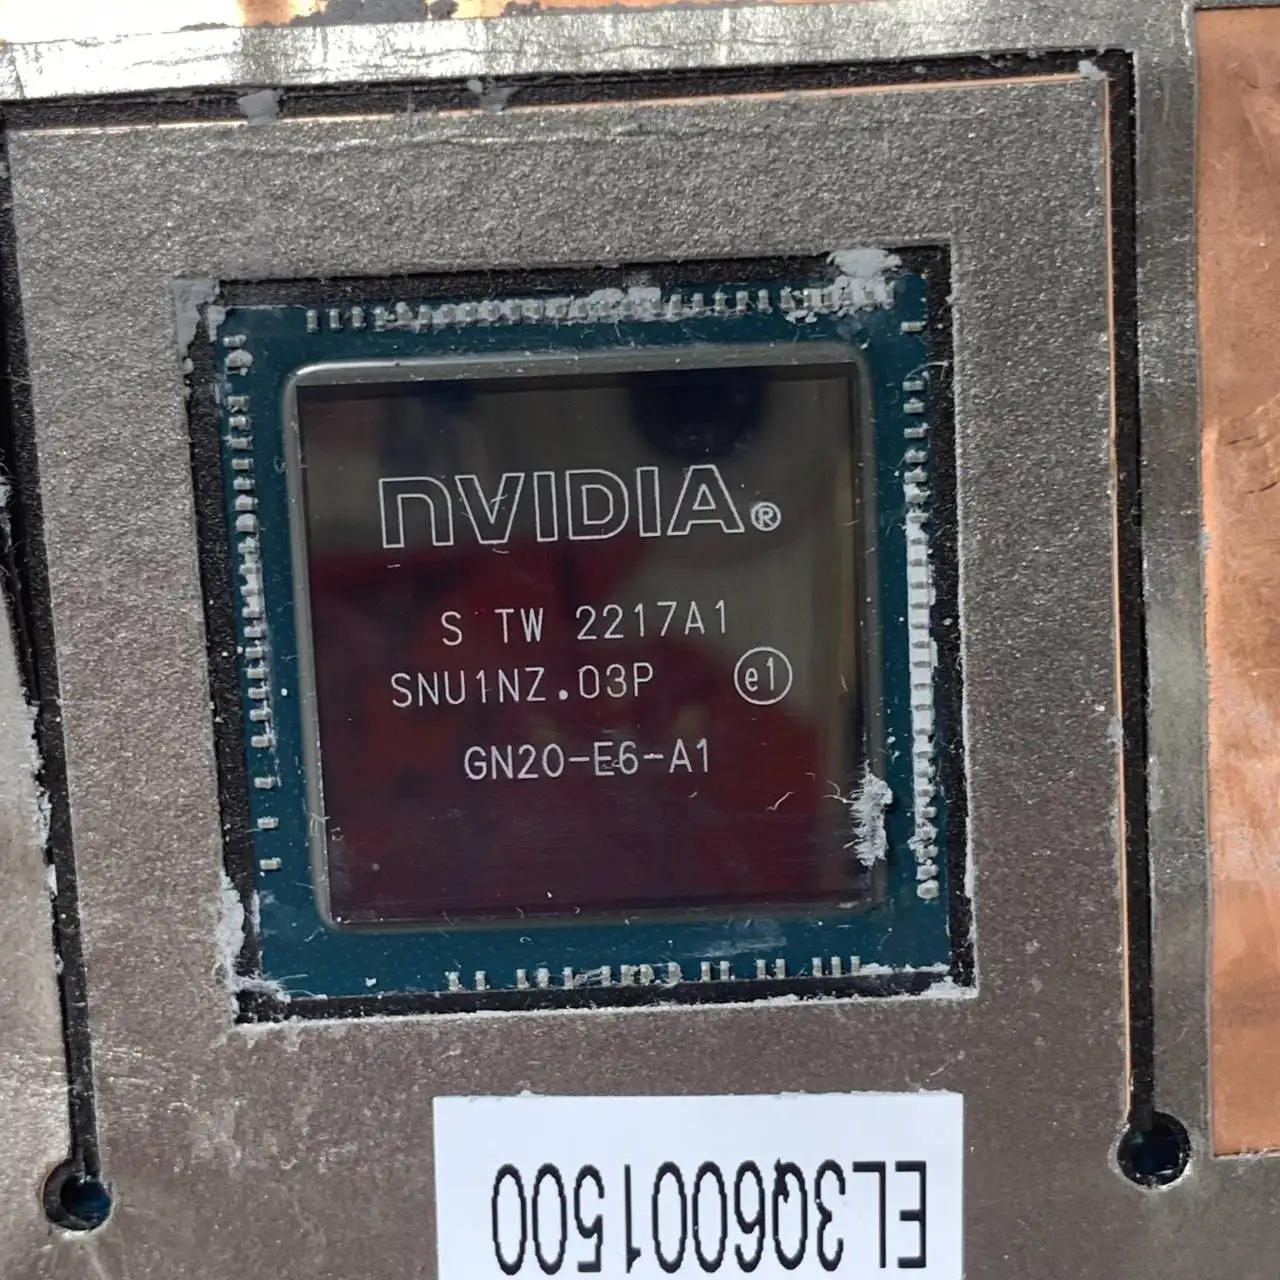 nVIDIA®
S TW 2217A1
SNU1NZ.03P e1
GN20-E6-A1
EL3Q6001500